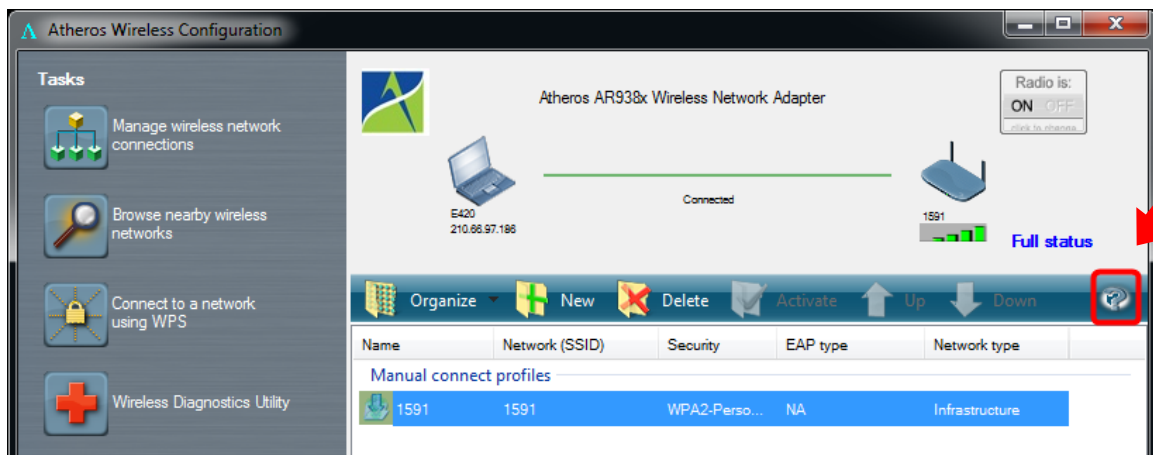 Atheros Wireless Configuration
Tasks
Manage wireless network
connections
Browse nearby wireless
networks
Connect to a network
using WPS
Wireless Diagnostics Utility
Atheros AR938x Wireless Network Adapter
Radio is:
ON OFF
click to change
Connected
E420
210.66.97.186
1591
Full status
Organize New Delete Activate Up Down
Name Network (SSID) Security EAP type Network type
Manual connect profiles
1591 1591 WPA2-Perso... NA Infrastructure